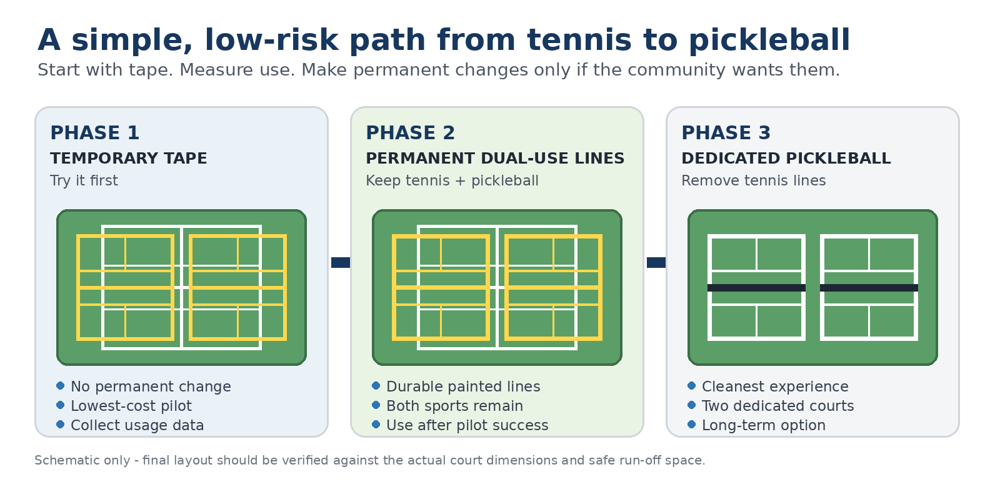 A simple, low-risk path from tennis to pickleball
Start with tape. Measure use. Make permanent changes only if the community wants them.
PHASE 1
TEMPORARY TAPE
Try it first
No permanent change
Lowest-cost pilot
Collect usage data
PHASE 2
PERMANENT DUAL-USE LINES
Keep tennis + pickleball
Durable painted lines
Both sports remain
Use after pilot success
PHASE 3
DEDICATED PICKLEBALL
Remove tennis lines
Cleanest experience
Two dedicated courts
Long-term option
Schematic only - final layout should be verified against the actual court dimensions and safe run-off space.